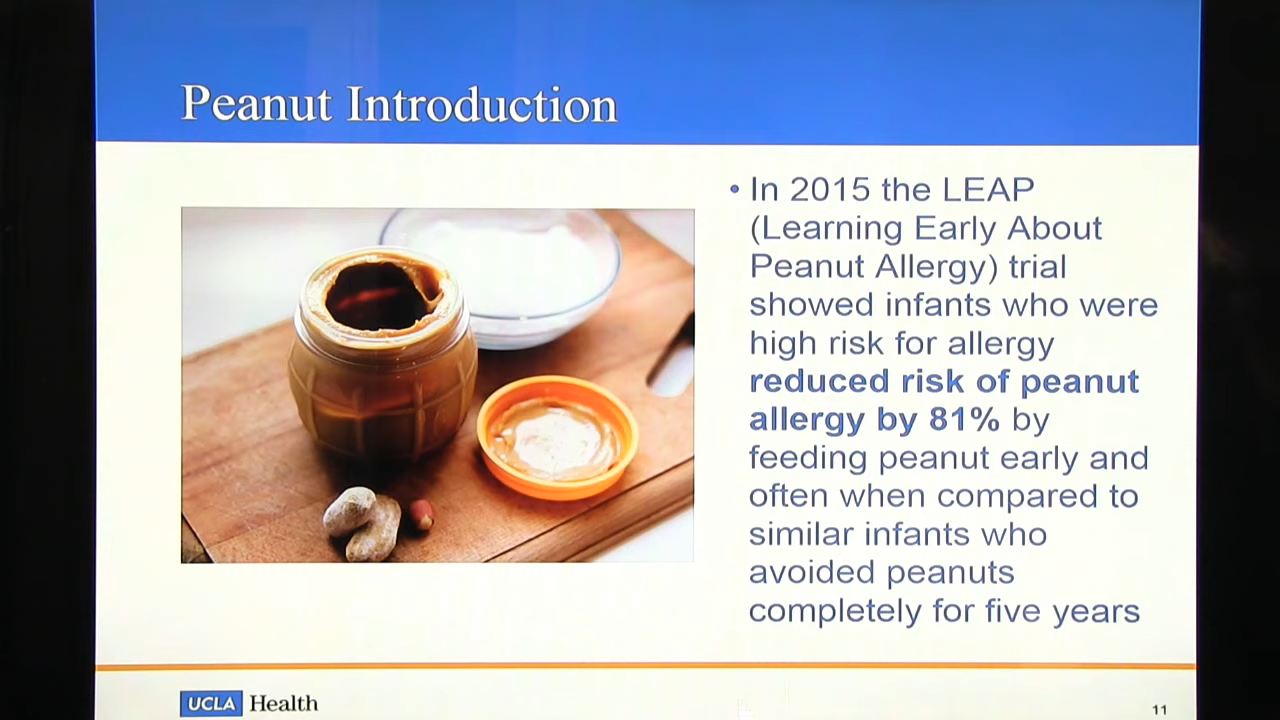 Peanut Introduction
• In 2015 the LEAP
(Learning Early About
Peanut Allergy) trial
showed infants who were
high risk for allergy
reduced risk of peanut
allergy by 81% by
feeding peanut early and
often when compared to
similar infants who
avoided peanuts
completely for five years
UCLA Health
11